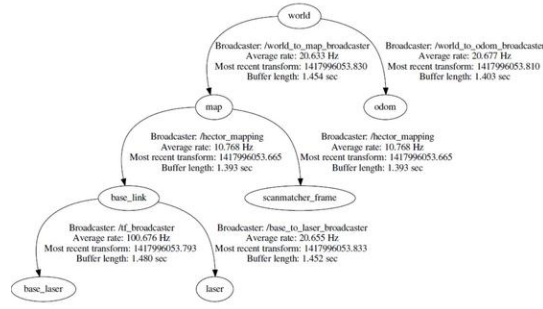 world
Broadcaster: /world_to_map_broadcaster
Average rate: 20.633 Hz
Most recent transform: 1417996053.830
Buffer length: 1.454 sec
Broadcaster: /world_to_odom_broadcaster
Average rate: 20.677 Hz
Most recent transform: 1417996053.810
Buffer length: 1.403 sec
map
odom
Broadcaster: /hector_mapping
Average rate: 10.768 Hz
Most recent transform: 1417996053.665
Buffer length: 1.393 sec
Broadcaster: /hector_mapping
Average rate: 10.768 Hz
Most recent transform: 1417996053.665
Buffer length: 1.393 sec
base_link
scanmatcher_frame
Broadcaster: /tf_broadcaster
Average rate: 100.676 Hz
Most recent transform: 1417996053.793
Buffer length: 1.480 sec
Broadcaster: /base_to_laser_broadcaster
Average rate: 20.655 Hz
Most recent transform: 1417996053.833
Buffer length: 1.452 sec
base_laser
laser